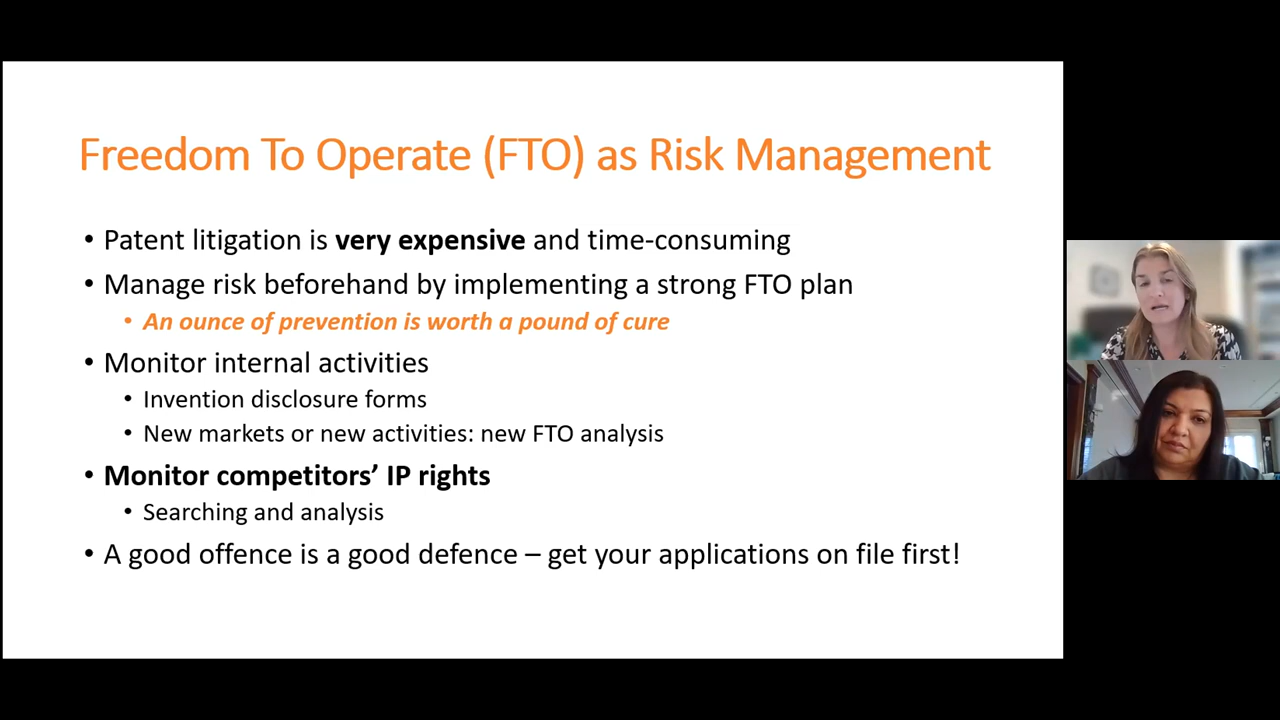 Freedom To Operate (FTO) as Risk Management
• Patent litigation is very expensive and time-consuming
• Manage risk beforehand by implementing a strong FTO plan
• An ounce of prevention is worth a pound of cure
• Monitor internal activities
• Invention disclosure forms
• New markets or new activities: new FTO analysis
• Monitor competitors’ IP rights
• Searching and analysis
• A good offence is a good defence – get your applications on file first!